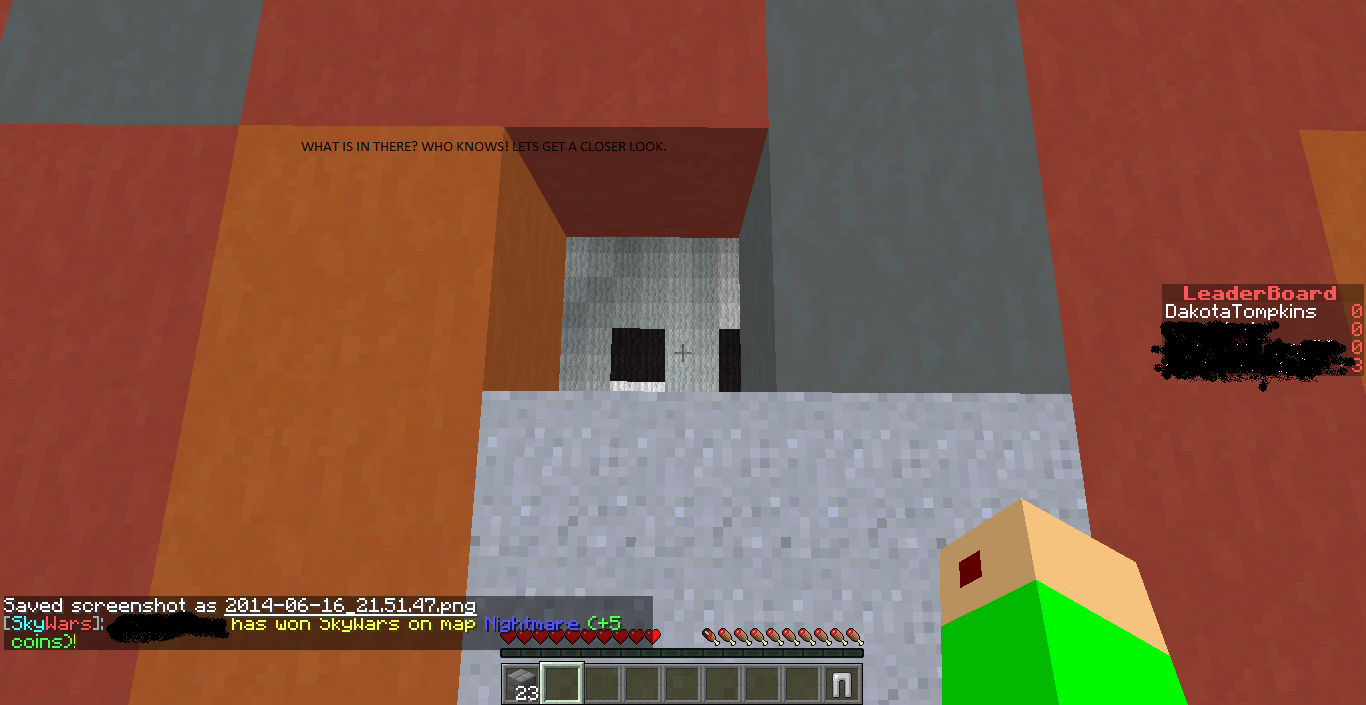 WHAT IS IN THERE? WHO KNOWS! LETS GET A CLOSER LOOK.
LeaderBoard
DakotaTompkins 0
0
0
3
Saved screenshot as 2014-06-16_21.51.47.png
[SkyWars]: has won SkyWars on map Nightmare (+5
coins)!
23